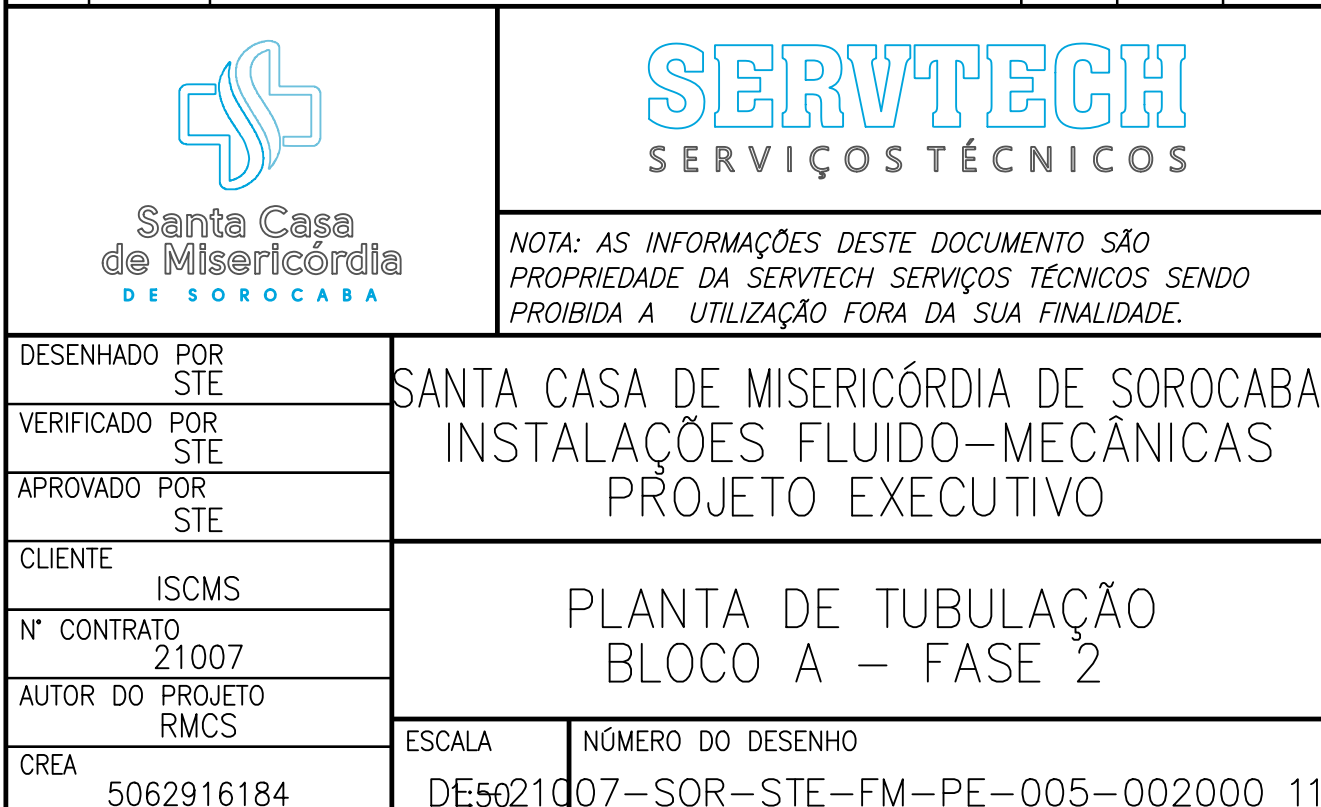 Santa Casa
de Misericórdia
DE SOROCABA
SERVTECH
SERVIÇOS TÉCNICOS
NOTA: AS INFORMAÇÕES DESTE DOCUMENTO SÃO
PROPRIEDADE DA SERVTECH SERVIÇOS TÉCNICOS SENDO
PROIBIDA A UTILIZAÇÃO FORA DA SUA FINALIDADE.
DESENHADO POR
STE
VERIFICADO POR
STE
APROVADO POR
STE
CLIENTE
ISCMS
N° CONTRATO
21007
AUTOR DO PROJETO
RMCS
CREA
5062916184
SANTA CASA DE MISERICÓRDIA DE SOROCABA
INSTALAÇÕES FLUIDO-MECÂNICAS
PROJETO EXECUTIVO
PLANTA DE TUBULAÇÃO
BLOCO A - FASE 2
ESCALA
1:50
NÚMERO DO DESENHO
DE-21007-SOR-STE-FM-PE-005-002000 11